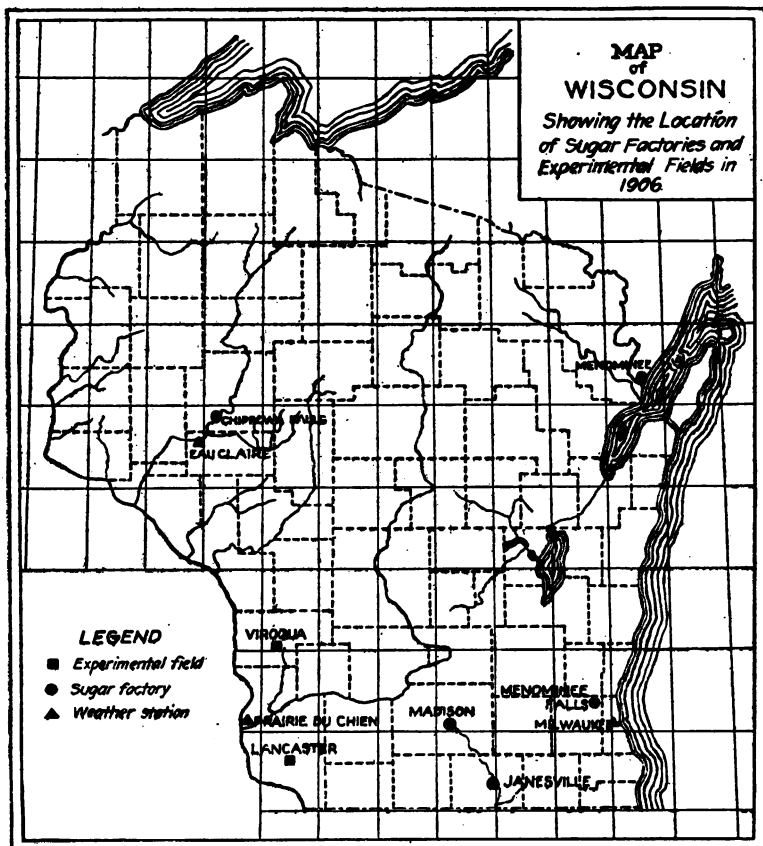 MAP
of
WISCONSIN
Showing the Location
of Sugar Factories and
Experimental Fields in
1906.
MENOMINEE
CHIPPEWA FALLS
EAU CLAIRE
LEGEND
Experimental field
Sugar factory
Weather station
VIROQUA
PRAIRIE DU CHIEN
LANCASTER
MADISON
MENOMINEE
FALLS
MILWAUKEE
JANESVILLE